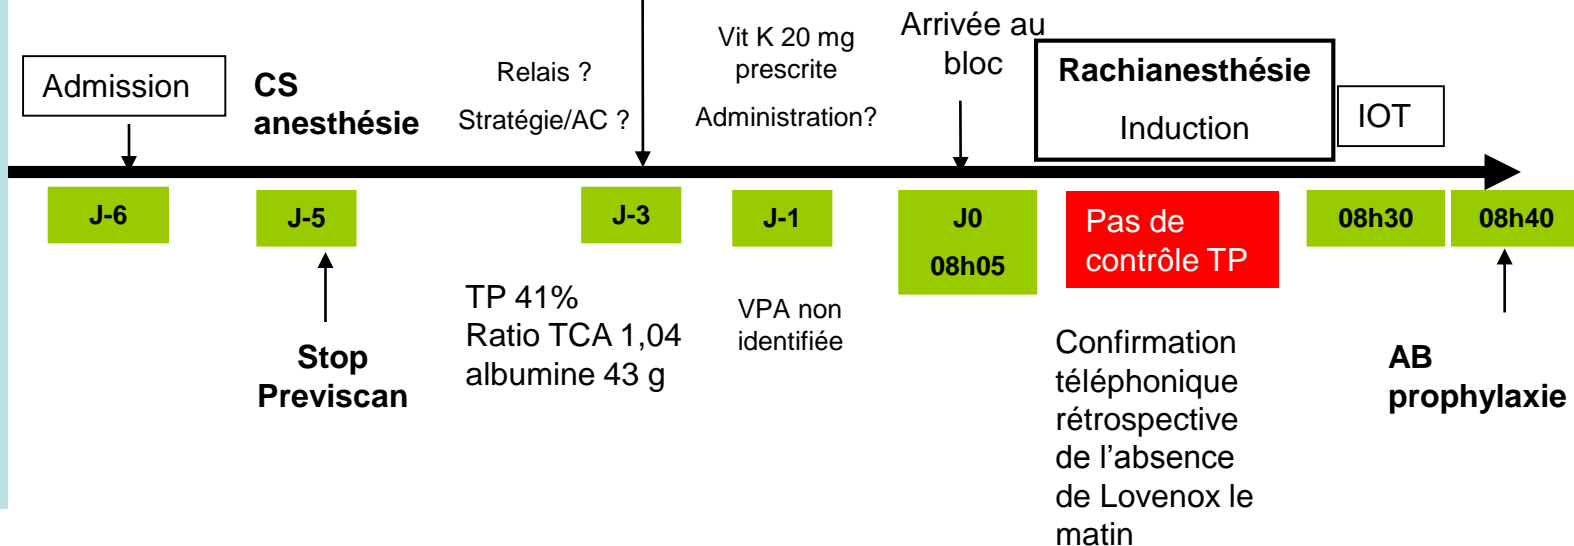 Admission
CS
anesthésie
Relais ?
Stratégie/AC ?
Vit K 20 mg
prescrite
Administration?
Arrivée au
bloc
Rachianesthésie
Induction
IOT
J-6
J-5
J-3
J-1
J0
08h05
Pas de
contrôle TP
08h30
08h40
Stop
Previscan
TP 41%
Ratio TCA 1,04
albumine 43 g
VPA non
identifiée
Confirmation
téléphonique
rétrospective
de l’absence
de Lovenox le
matin
AB
prophylaxie